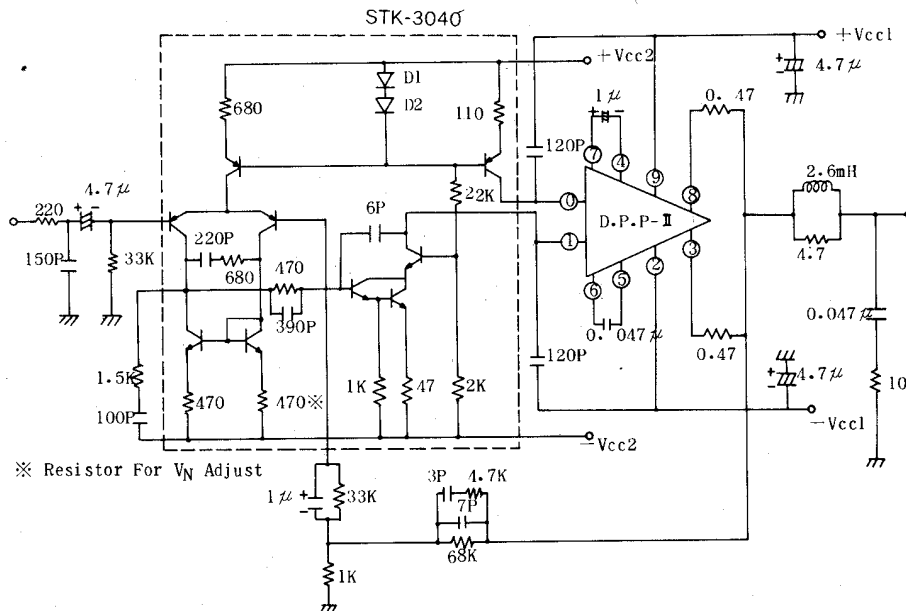 STK-3040
+Vcc1
+Vcc2
4.7μ
D1
D2
680
110
1μ
120P
0.47
7
4
9
8
2.6mH
22K
4.7μ
220
6P
0
D.P.P-II
1
150P
33K
220P
680
470
390P
2
3
4.7
6
5
0.047μ
0.047μ
120P
0.47
10
1.5K
100P
470
470※
1K
47
2K
4.7μ
-Vcc2
-Vcc1
※ Resistor For VN Adjust
3P
4.7K
1μ
33K
7P
68K
1K